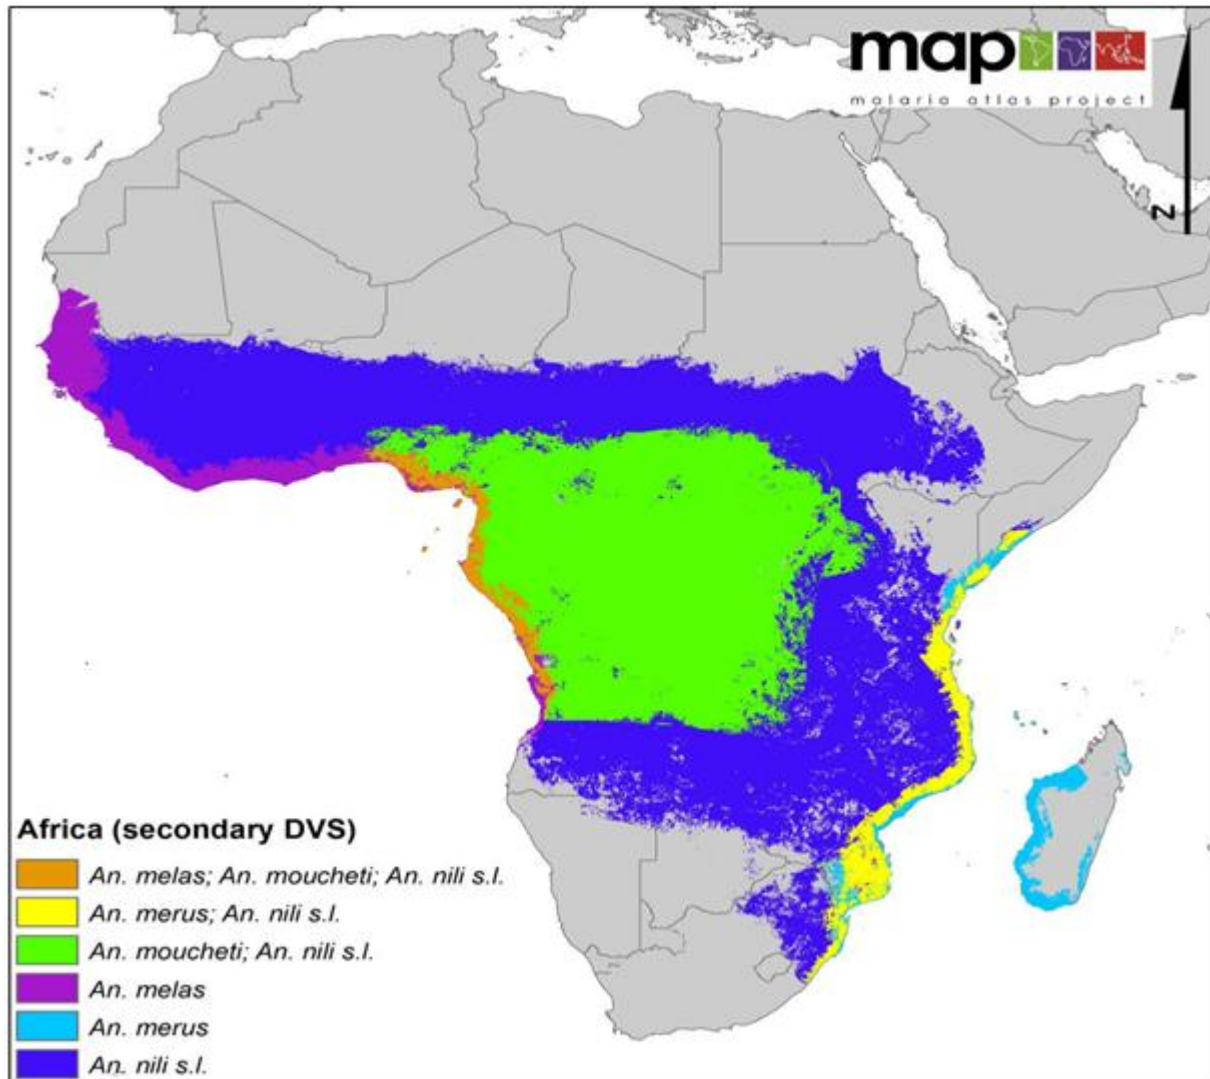 map
malaria atlas project
N
Africa (secondary DVS)
An. melas; An. moucheti; An. nili s.l.
An. merus; An. nili s.l.
An. moucheti; An. nili s.l.
An. melas
An. merus
An. nili s.l.